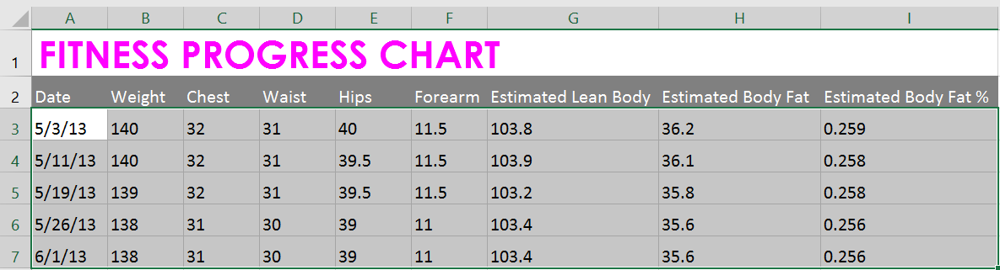 A B C D E F G H I
1 FITNESS PROGRESS CHART
2 Date Weight Chest Waist Hips Forearm Estimated Lean Body Estimated Body Fat Estimated Body Fat %
3 5/3/13 140 32 31 40 11.5 103.8 36.2 0.259
4 5/11/13 140 32 31 39.5 11.5 103.9 36.1 0.258
5 5/19/13 139 32 31 39.5 11.5 103.2 35.8 0.258
6 5/26/13 138 31 30 39 11 103.4 35.6 0.256
7 6/1/13 138 31 30 39 11 103.4 35.6 0.256